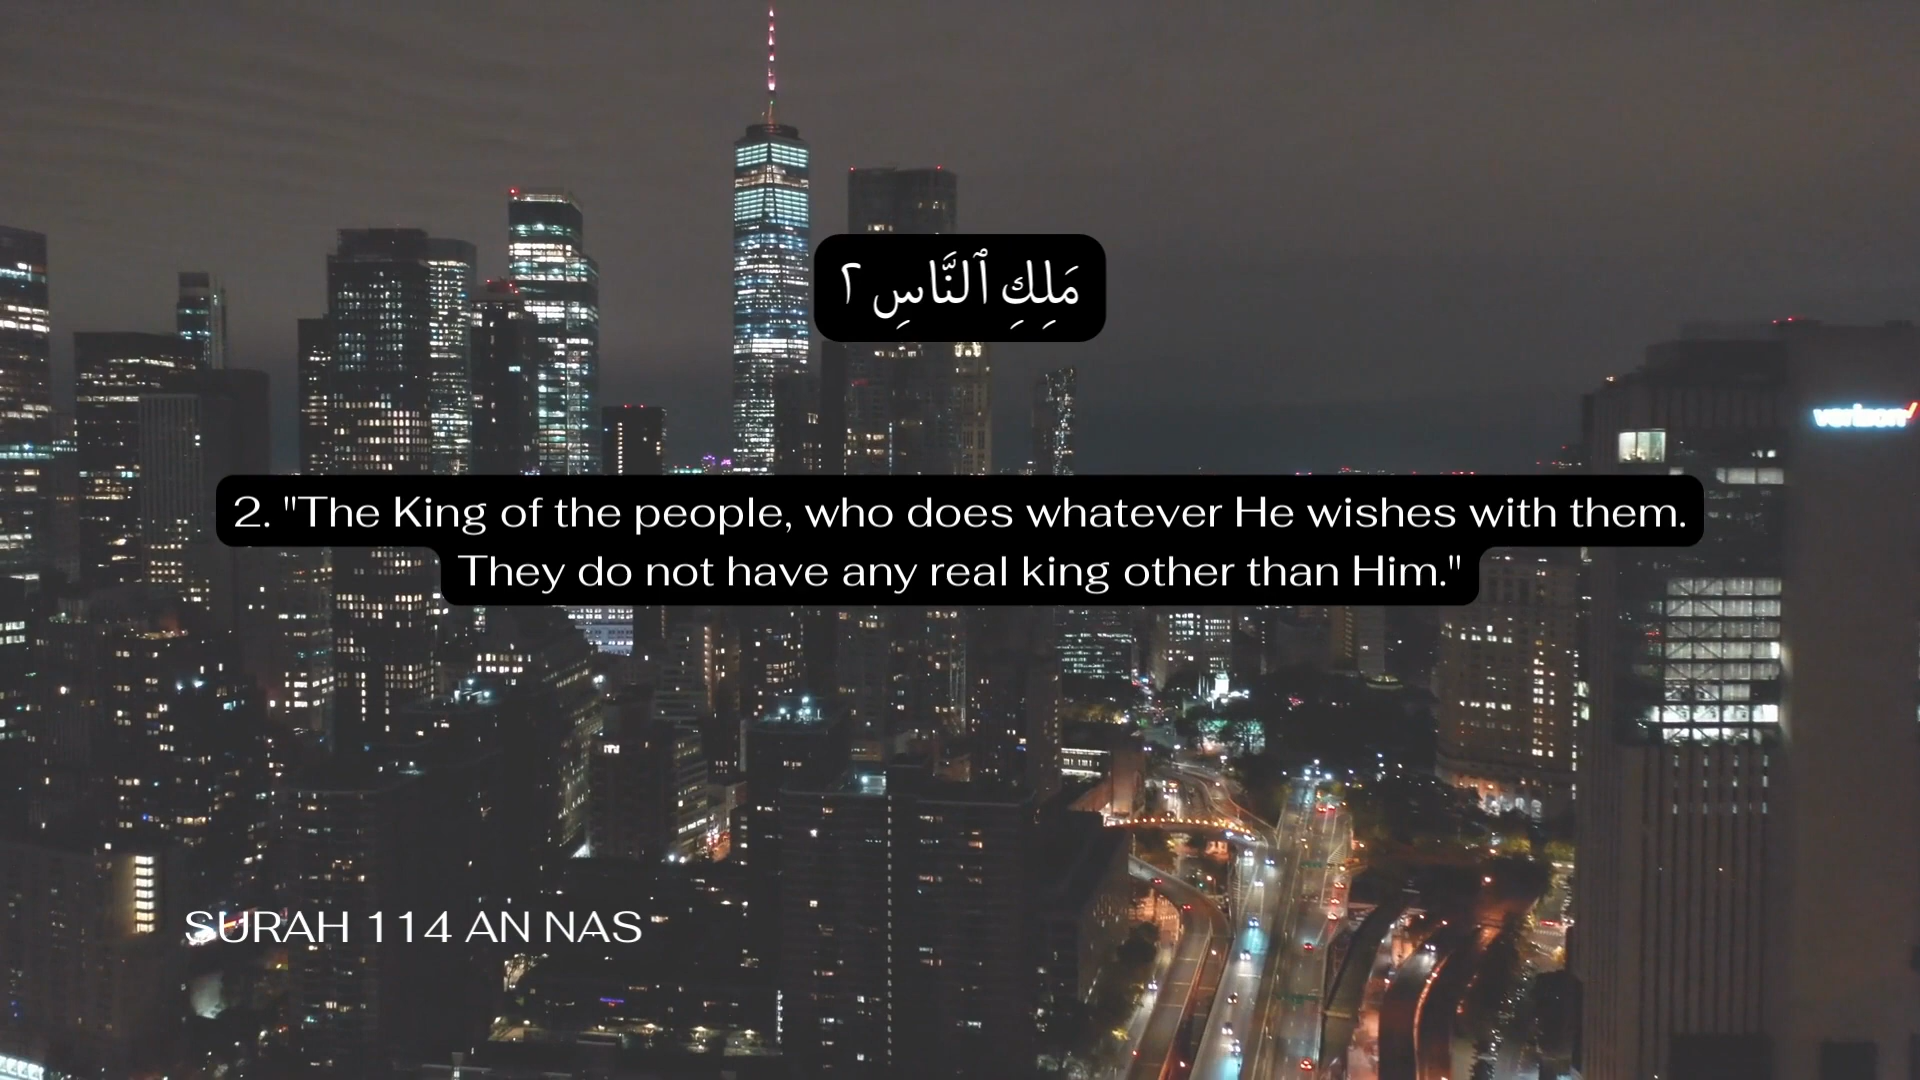 مَلِكِ ٱلنَّاسِ ٢
2. "The King of the people, who does whatever He wishes with them.
They do not have any real king other than Him."
verizon
SURAH 114 AN NAS